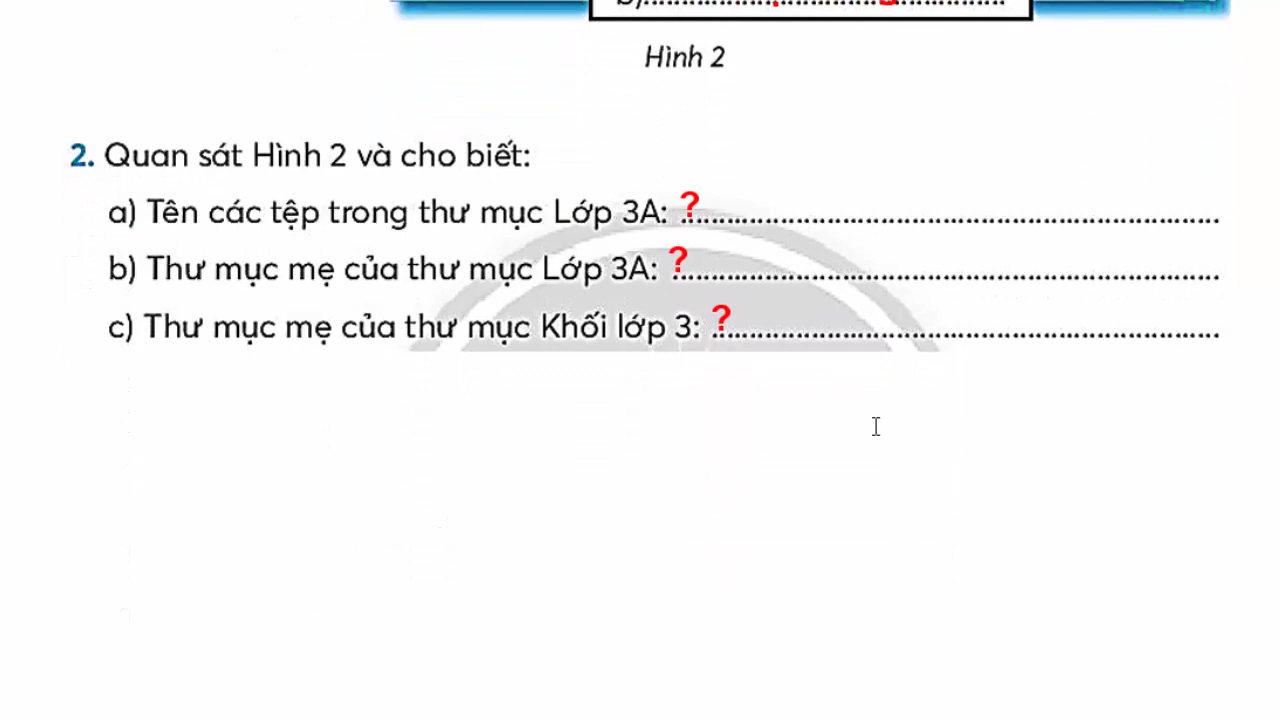 b)..............................................
Hình 2
2. Quan sát Hình 2 và cho biết:
a) Tên các tệp trong thư mục Lớp 3A: ?..............................................................................
b) Thư mục mẹ của thư mục Lớp 3A: ?..............................................................................
c) Thư mục mẹ của thư mục Khối lớp 3: ?..............................................................................